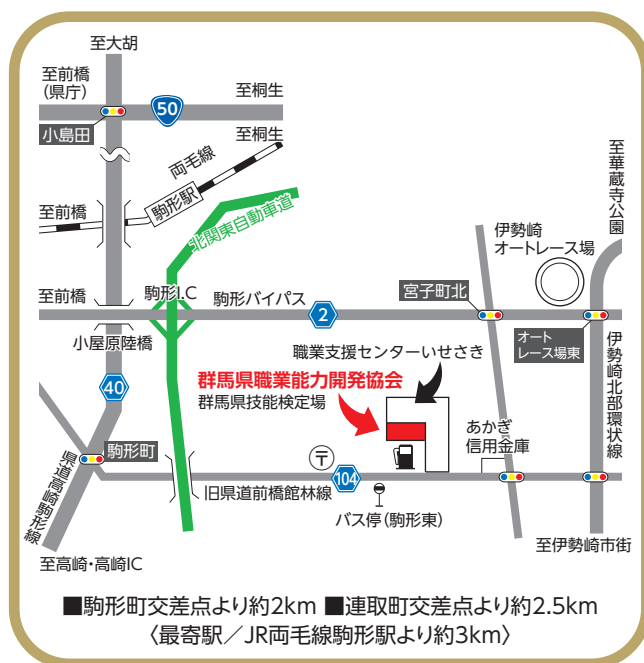 至大胡
至前橋
(県庁)
50
至桐生
小島田
至桐生
両毛線
駒形駅
至前橋
北関東自動車道
至華蔵寺公園
伊勢崎
オートレース場
至前橋
駒形I.C
駒形バイパス
2
宮子町北
オート
レース場東
小屋原陸橋
職業支援センターいせさき
伊勢崎北部環状線
40
群馬県職業能力開発協会
群馬県技能検定場
あかぎ
信用金庫
駒形町
〒
104
県道高崎駒形線
旧県道前橋館林線
バス停(駒形東)
至高崎・高崎IC
至伊勢崎市街
■駒形町交差点より約2km ■連取町交差点より約2.5km
〈最寄駅／JR両毛線駒形駅より約3km〉